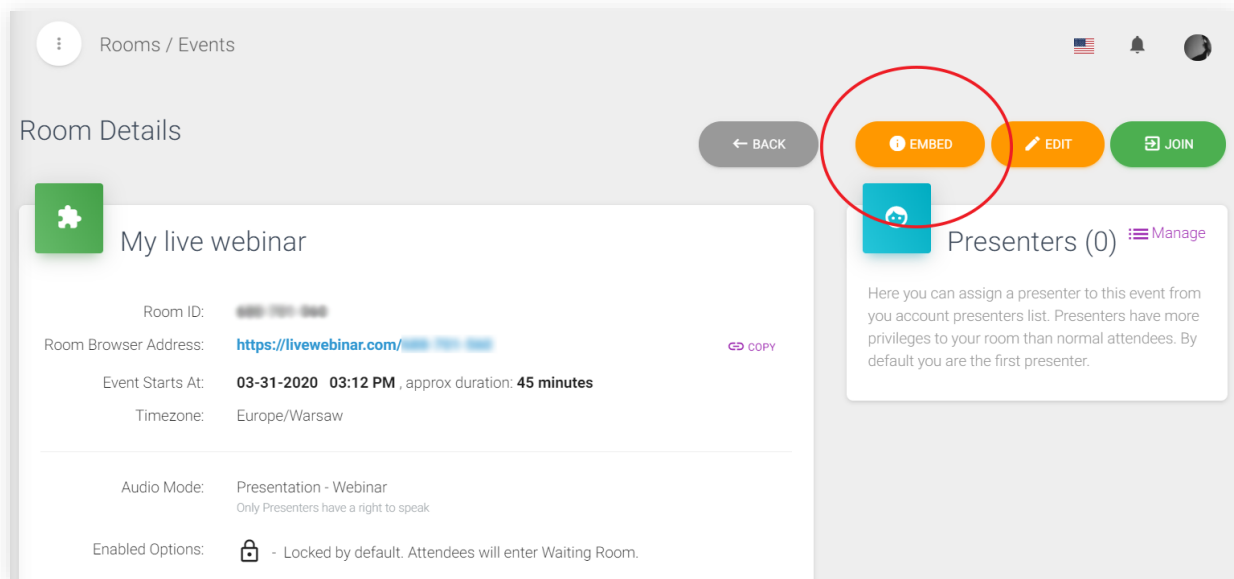 Rooms / Events
Room Details
BACK
EMBED
EDIT
JOIN
My live webinar
Room ID:
Room Browser Address: https://livewebinar.com/
COPY
Event Starts At: 03-31-2020 03:12 PM , approx duration: 45 minutes
Timezone: Europe/Warsaw
Audio Mode: Presentation - Webinar
Only Presenters have a right to speak
Enabled Options: - Locked by default. Attendees will enter Waiting Room.
Presenters (0)
Manage
Here you can assign a presenter to this event from
you account presenters list. Presenters have more
privileges to your room than normal attendees. By
default you are the first presenter.